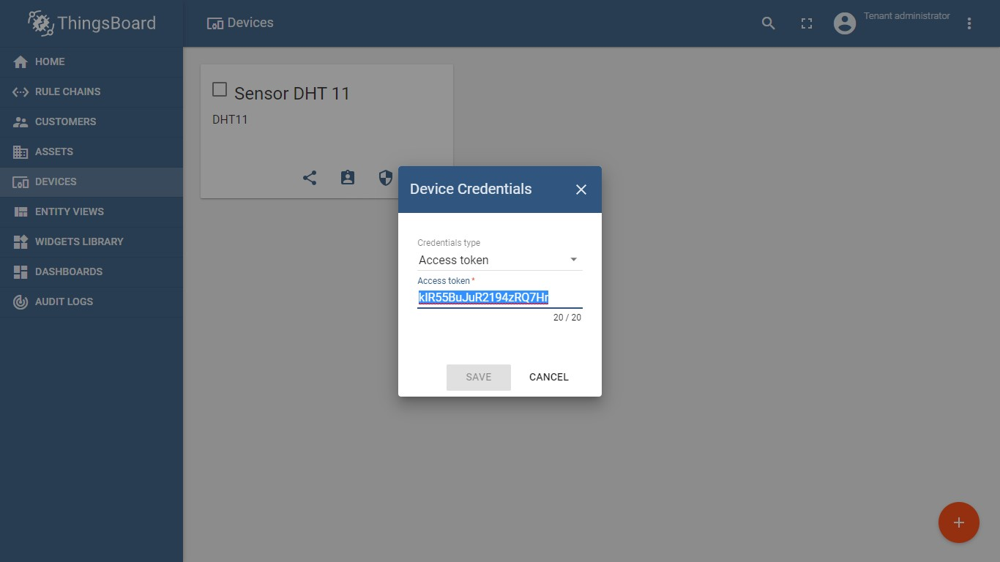 ThingsBoard
Devices
Tenant administrator
HOME
RULE CHAINS
CUSTOMERS
ASSETS
DEVICES
ENTITY VIEWS
WIDGETS LIBRARY
DASHBOARDS
AUDIT LOGS
Sensor DHT 11
DHT11
Device Credentials
Credentials type
Access token
Access token *
kIR55BuJuR2194zRQ7Hr
20 / 20
SAVE
CANCEL